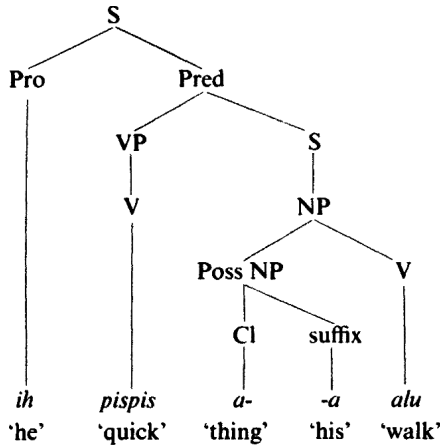 S
Pro Pred
VP S
V NP
Poss NP V
Cl suffix
ih pispis a- -a alu
‘he’ ‘quick’ ‘thing’ ‘his’ ‘walk’